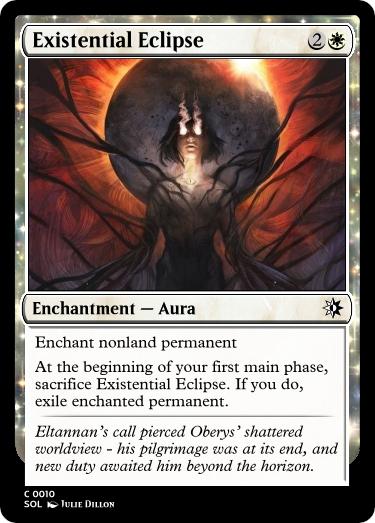 Existential Eclipse 2
Enchantment — Aura
Enchant nonland permanent
At the beginning of your first main phase,
sacrifice Existential Eclipse. If you do,
exile enchanted permanent.
Eltannan's call pierced Oberys' shattered
worldview - his pilgrimage was at its end, and
new duty awaited him beyond the horizon.
C 0010
SOL JULIE DILLON